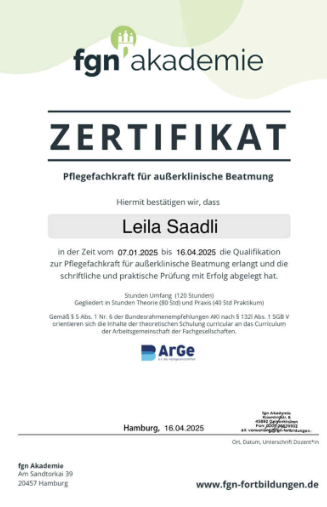 fgn akademie
ZERTIFIKAT
Pflegefachkraft für außerklinische Beatmung
Hiermit bestätigen wir, dass
Leila Saadli
in der Zeit vom 07.01.2025 bis 16.04.2025 die Qualifikation
zur Pflegefachkraft für außerklinische Beatmung erlangt und die
schriftliche und praktische Prüfung mit Erfolg abgelegt hat.
Stunden Umfang (120 Stunden)
Gegliedert in Stunden Theorie (80 Std) und Praxis (40 Std Praktikum)
Gemäß § 5 Abs. 1 Nr. 6 der Bundesrahmenempfehlungen AKI nach § 132l Abs. 1 SGB V
orientieren sich die Inhalte der theoretischen Schulung curricular an das Curriculum
der Arbeitsgemeinschaft der Fachgesellschaften.
ArGe
Hamburg, 16.04.2025
fgn Akademie
Ort, Datum, Unterschrift Dozent*in
fgn Akademie
Am Sandtorkai 39
20457 Hamburg
www.fgn-fortbildungen.de